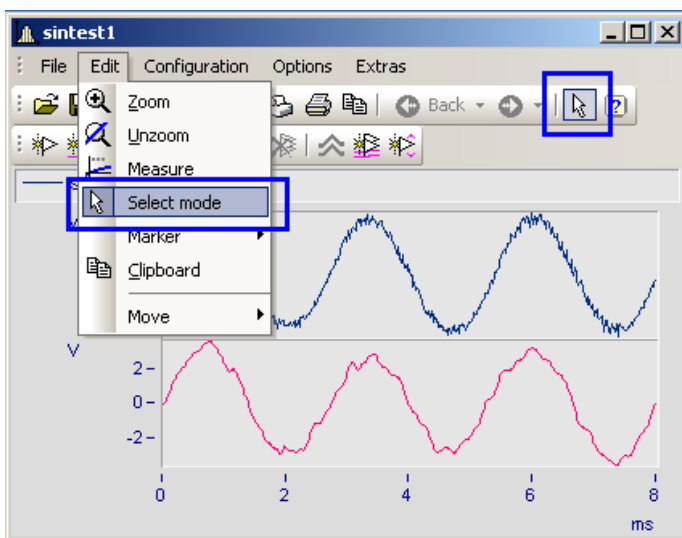 sintest1
File Edit Configuration Options Extras
Back
Zoom
Unzoom
Measure
Select mode
Marker
Clipboard
Move
V
2
0
-2
0 2 4 6 8
ms